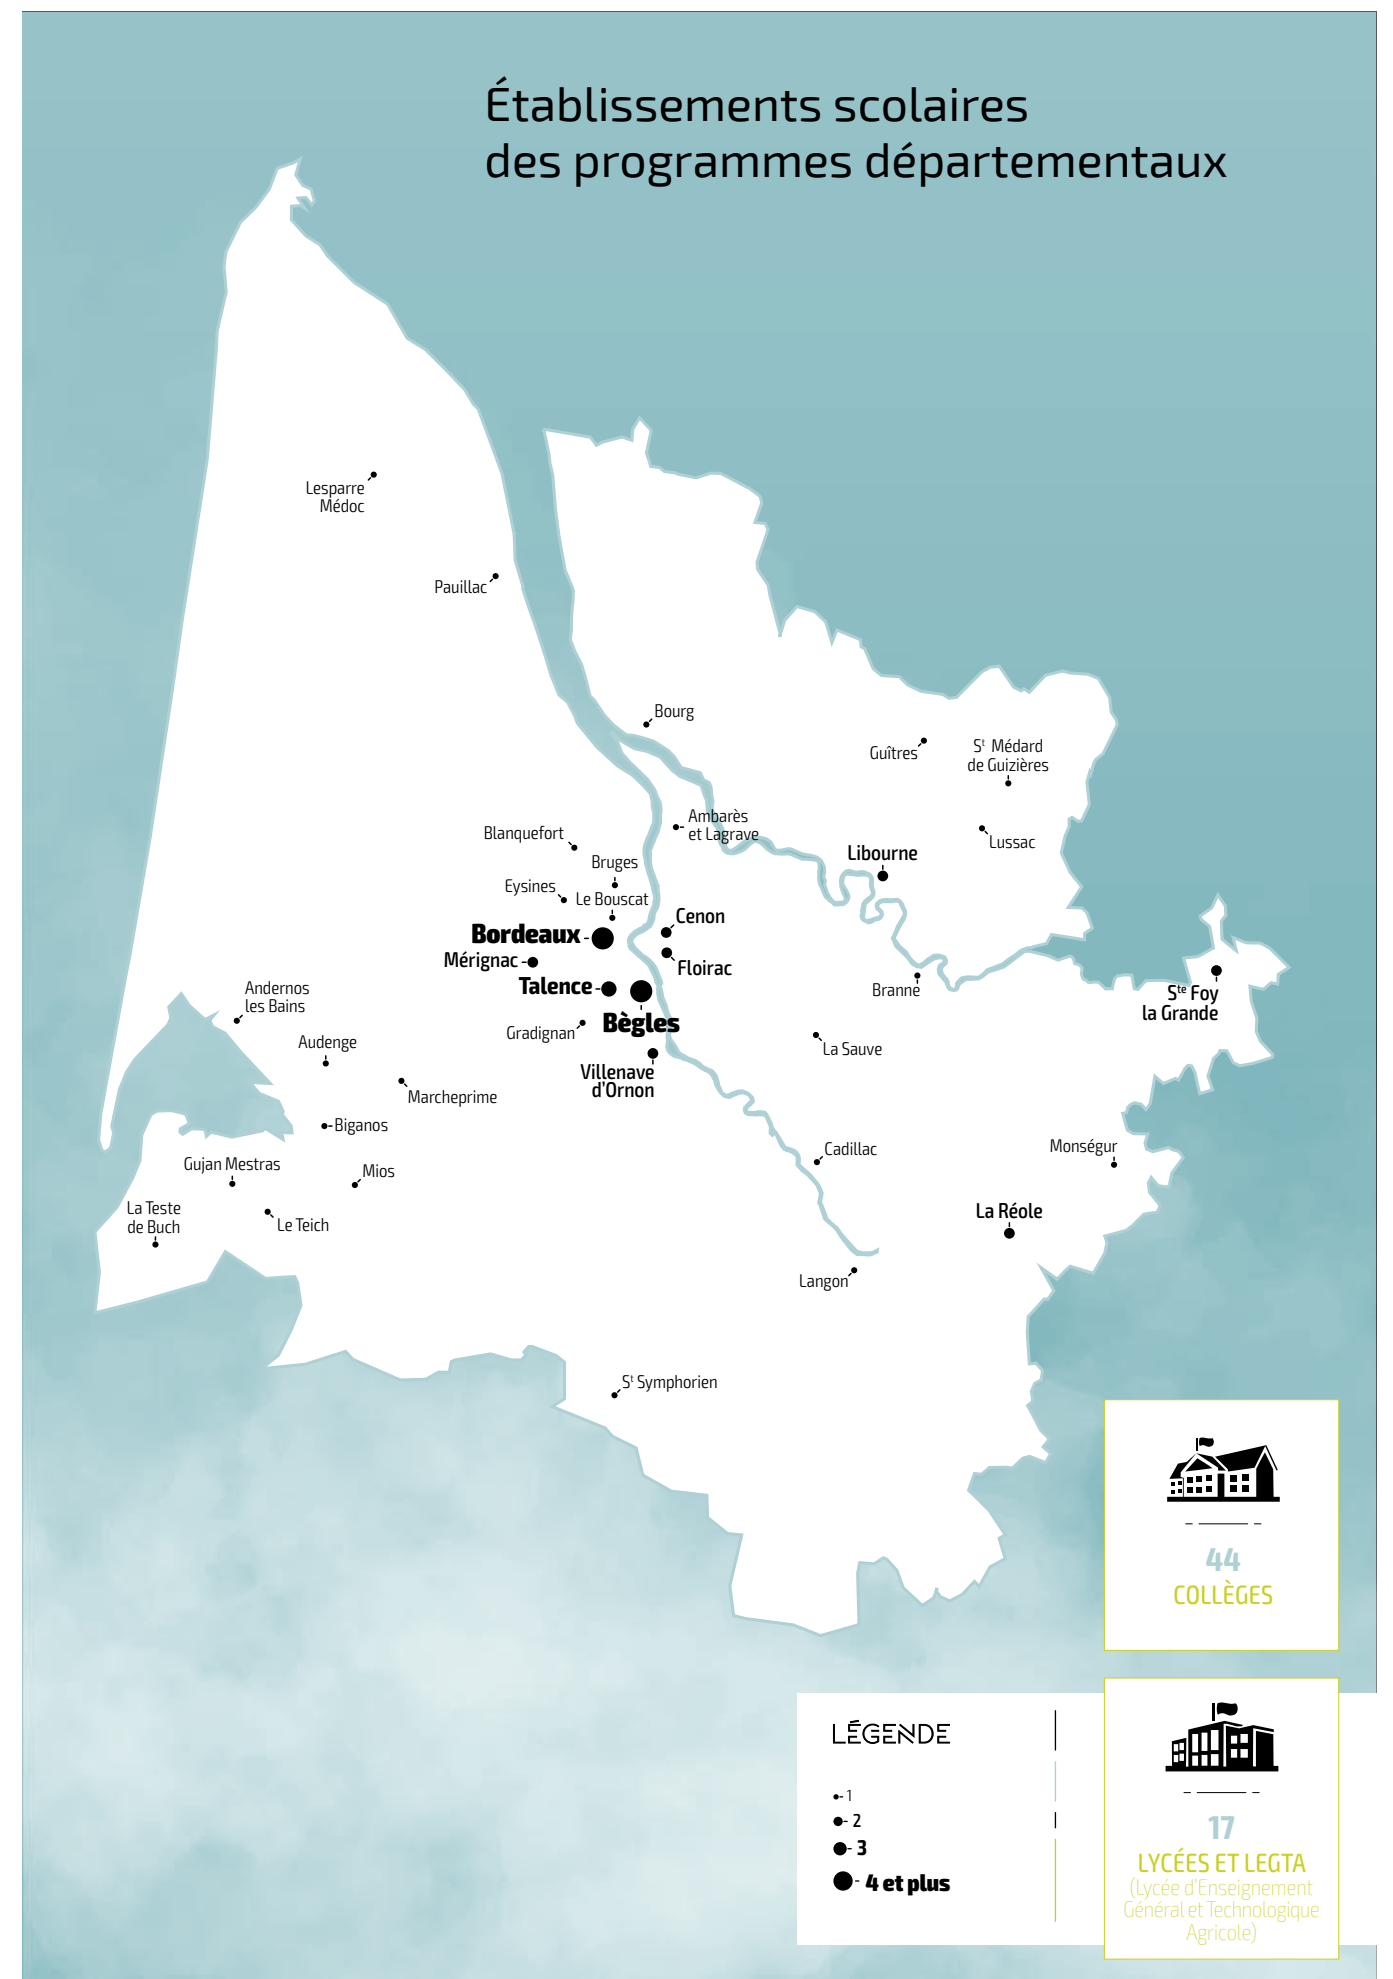 Établissements scolaires
des programmes départementaux
Lesparre
Médoc
Pauillac
Bourg
Guîtres
St Médard
de Guizières
Ambarès
et Lagrave
Blanquefort
Lussac
Libourne
Bruges
Eysines
Le Bouscat
Cenon
Bordeaux
Mérignac
Floirac
Talence
Andernos
les Bains
Branne
Ste Foy
la Grande
Bègles
Gradignan
Audenge
La Sauve
Villenave
d'Ornon
Marcheprime
Biganos
Cadillac
Monségur
Gujan Mestras
Mios
La Teste
de Buch
Le Teich
La Réole
Langon
St Symphorien
44
COLLÈGES
LÉGENDE
1
2
3
4 et plus
17
LYCÉES ET LEGTA
(Lycée d'Enseignement
Général et Technologique
Agricole)